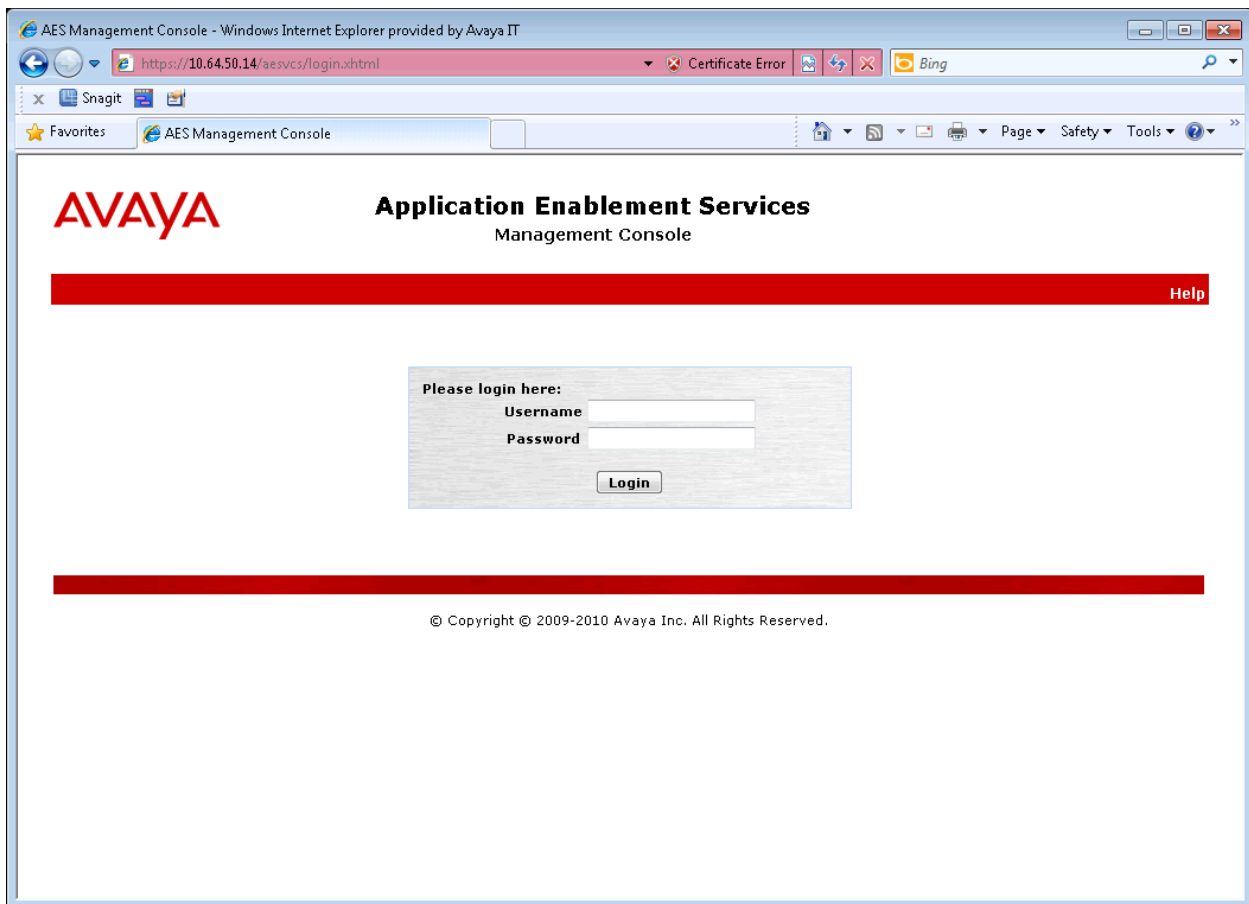 AES Management Console - Windows Internet Explorer provided by Avaya IT
https://10.64.50.14/aesvcs/login.xhtml Certificate Error Bing
x Snagit
Favorites AES Management Console Page Safety Tools »
AVAYA
Application Enablement Services
Management Console
Help
Please login here:
Username
Password
Login
© Copyright © 2009-2010 Avaya Inc. All Rights Reserved.